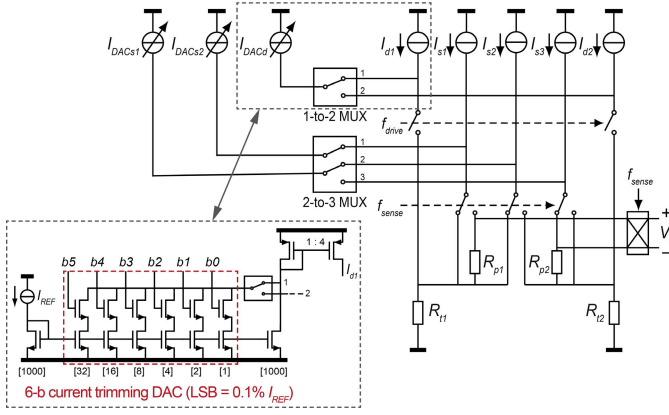 I_DACs1 I_DACs2 I_DACd I_d1 I_s1 I_s2 I_s3 I_d2
1
2
1-to-2 MUX
f_drive
1
2
3
2-to-3 MUX
f_sense
f_sense
+
V
−
R_p1 R_p2
R_t1 R_t2
1 : 4
b5 b4 b3 b2 b1 b0
I_d1
1
2
I_REF
[1000] [32] [16] [8] [4] [2] [1] [1000]
6-b current trimming DAC (LSB = 0.1% I_REF)